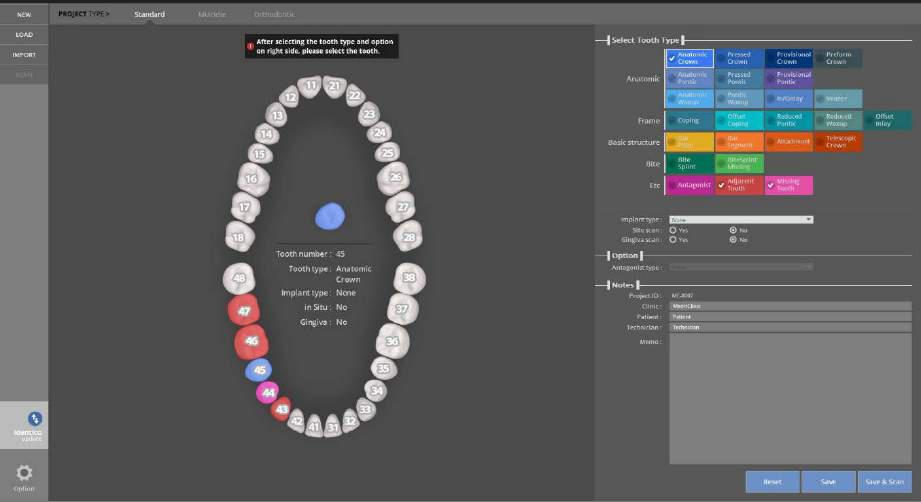 NEW
LOAD
IMPORT
SCAN
PROJECT TYPE >
Standard
Multidie
Orthodontic
After selecting the tooth type and option
on right side, please select the tooth.
11 21
12 22
13 23
14 24
15 25
16 26
17 27
18 28
48 38
47 37
46 36
45 35
44 34
43 33
42 41 31 32
Tooth number : 45
Tooth type : Anatomic
Crown
Implant type : None
in Situ : No
Gingiva : No
identica
update
Option
Select Tooth Type
Anatomic
Anatomic Crown
Pressed Crown
Provisional Crown
Preform Crown
Anatomic Pontic
Pressed Pontic
Provisional Pontic
Anatomic Waxup
Pontic Waxup
In/Onlay
Veneer
Frame
Coping
Offset Coping
Reduced Pontic
Reduced Waxup
Offset Inlay
Basic structure
Bar Pillar
Bar Segment
Attachment
Telescopic Crown
Bite
Bite Splint
BiteSplint Missing
Etc
Antagonist
Adjacent Tooth
Missing Tooth
Implant type : None
Situ scan : Yes No
Gingiva scan : Yes No
Option
Antagonist type :
Notes
Project ID :
Clinic :
Patient : Patient
Technician : Technician
Memo :
Reset
Save
Save & Scan